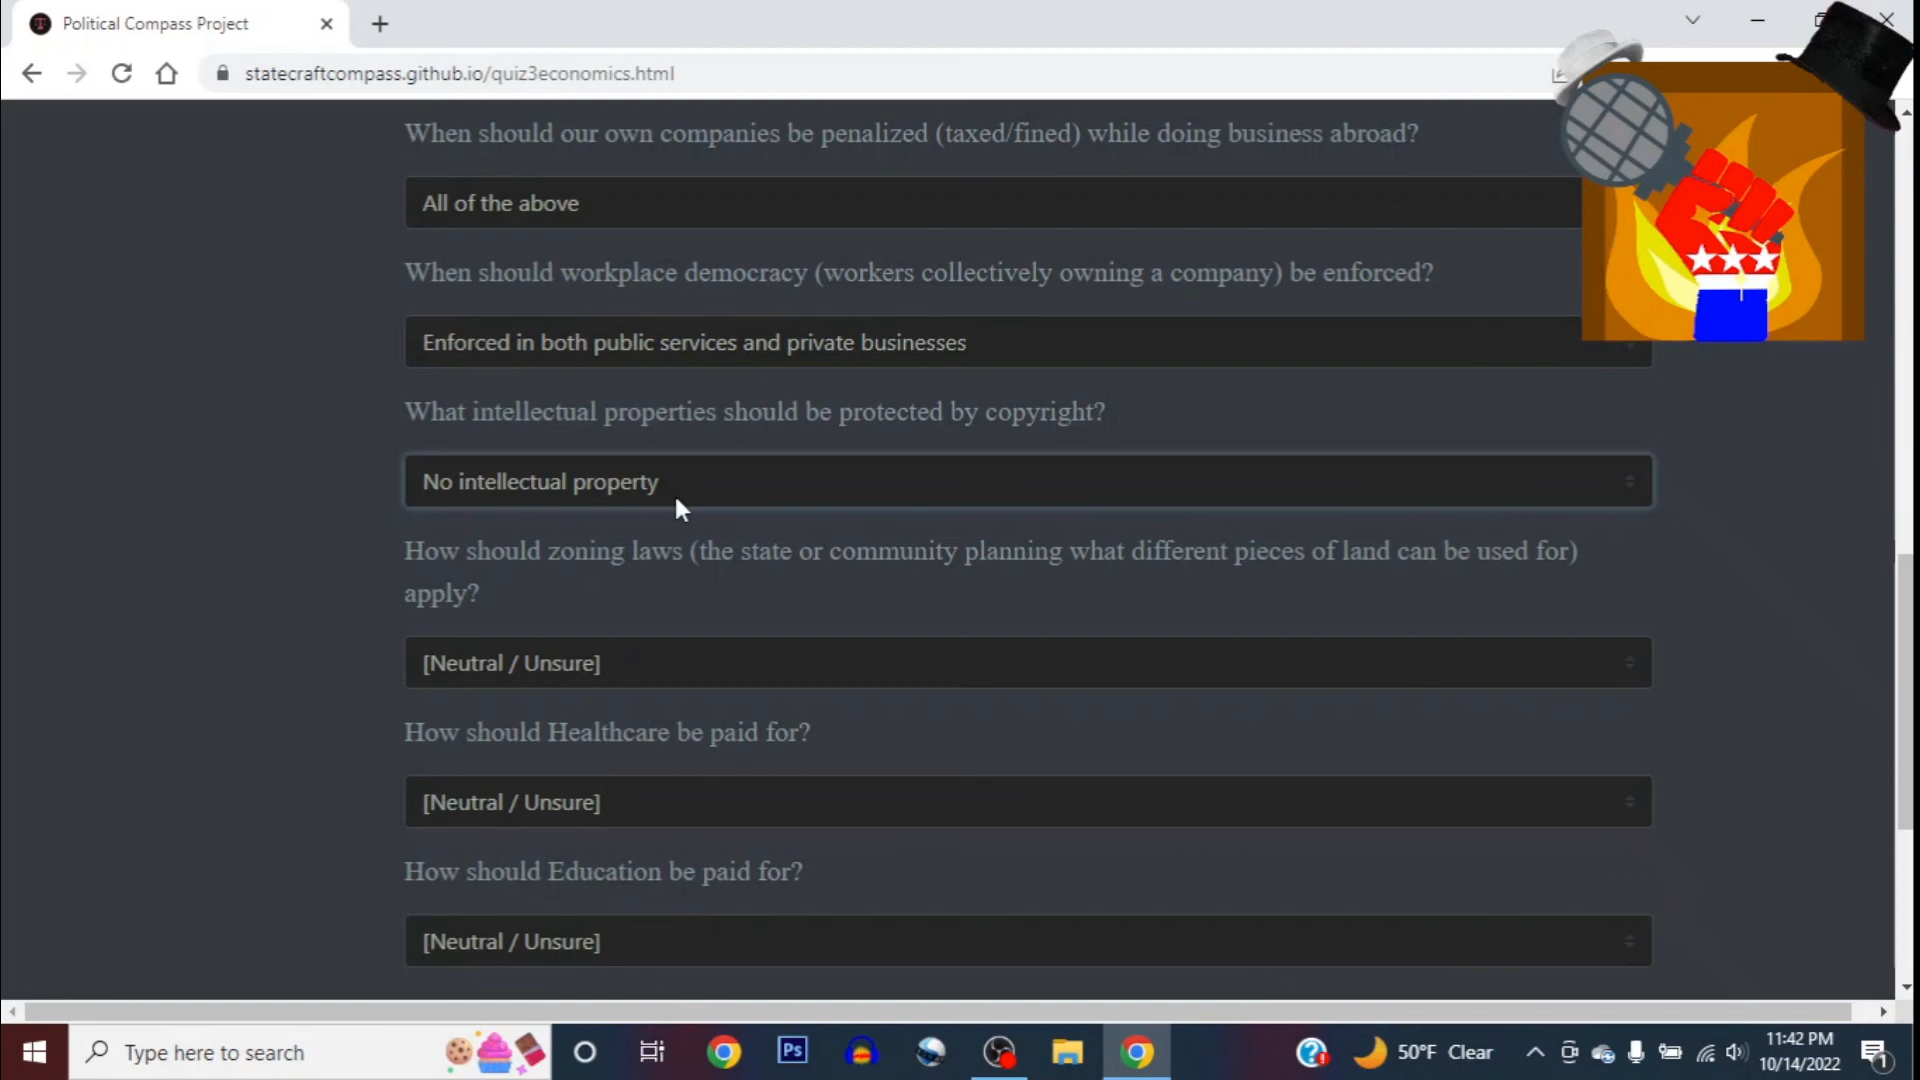 Political Compass Project
statecraftcompass.github.io/quiz3economics.html
When should our own companies be penalized (taxed/fined) while doing business abroad?
All of the above
When should workplace democracy (workers collectively owning a company) be enforced?
Enforced in both public services and private businesses
What intellectual properties should be protected by copyright?
No intellectual property
How should zoning laws (the state or community planning what different pieces of land can be used for)
apply?
[Neutral / Unsure]
How should Healthcare be paid for?
[Neutral / Unsure]
How should Education be paid for?
[Neutral / Unsure]
Type here to search
Ps
50°F Clear
11:42 PM
10/14/2022
1